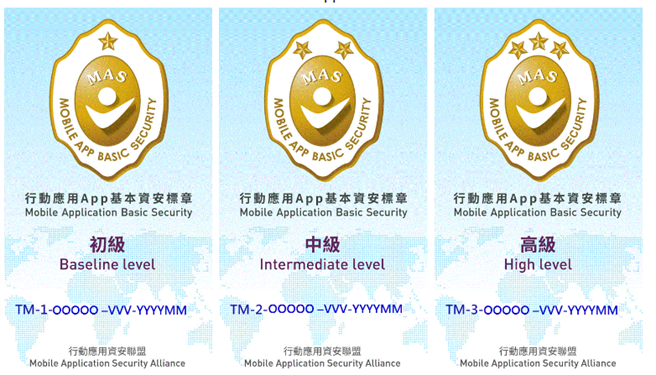 MAS
MOBILE APP BASIC SECURITY
行動應用App基本資安標章
Mobile Application Basic Security
初級
Baseline level
TM-1-OOOOO –VVV-YYYYMM
行動應用資安聯盟
Mobile Application Security Alliance
MAS
MOBILE APP BASIC SECURITY
行動應用App基本資安標章
Mobile Application Basic Security
中級
Intermediate level
TM-2-OOOOO –VVV-YYYYMM
行動應用資安聯盟
Mobile Application Security Alliance
MAS
MOBILE APP BASIC SECURITY
行動應用App基本資安標章
Mobile Application Basic Security
高級
High level
TM-3-OOOOO –VVV-YYYYMM
行動應用資安聯盟
Mobile Application Security Alliance